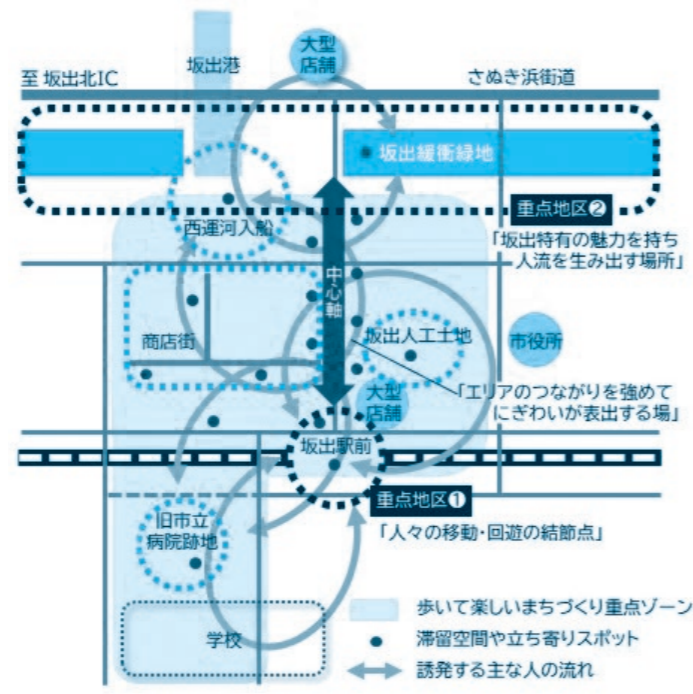 大型
店舗
坂出港
至 坂出北IC
さぬき浜街道
坂出緩衝緑地
重点地区❷
西運河入船
「坂出特有の魅力を持ち
人流を生み出す場所」
中心軸
商店街
坂出人工土地
市役所
大型
店舗
「エリアのつながりを強めて
にぎわいが表出する場」
坂出駅前
重点地区❶
「人々の移動・回遊の結節点」
旧市立
病院跡地
学校
歩いて楽しいまちづくり重点ゾーン
滞留空間や立ち寄りスポット
誘発する主な人の流れ